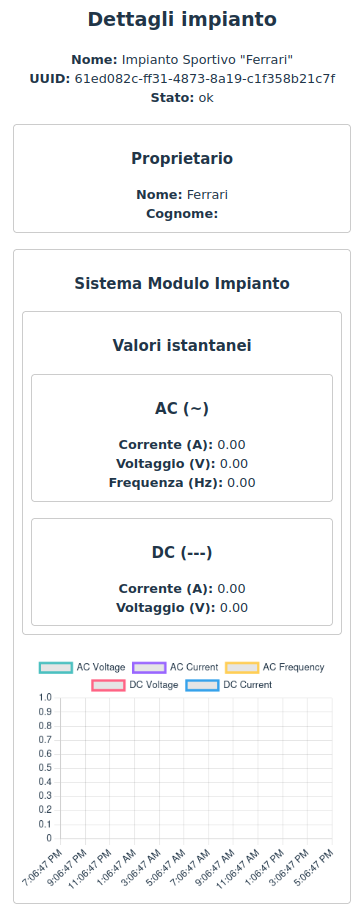 Dettagli impianto
Nome: Impianto Sportivo "Ferrari"
UUID: 61ed082c-ff31-4873-8a19-c1f358b21c7f
Stato: ok
Proprietario
Nome: Ferrari
Cognome:
Sistema Modulo Impianto
Valori istantanei
AC (~)
Corrente (A): 0.00
Voltaggio (V): 0.00
Frequenza (Hz): 0.00
DC (---)
Corrente (A): 0.00
Voltaggio (V): 0.00
AC Voltage AC Current AC Frequency
DC Voltage DC Current
1.0
0.9
0.8
0.7
0.6
0.5
0.4
0.3
0.2
0.1
0
7:06:47 PM 9:06:47 PM 11:06:47 PM 1:06:47 AM 3:06:47 AM 5:06:47 AM 7:06:47 AM 9:06:47 AM 11:06:47 AM 1:06:47 PM 3:06:47 PM 5:06:47 PM